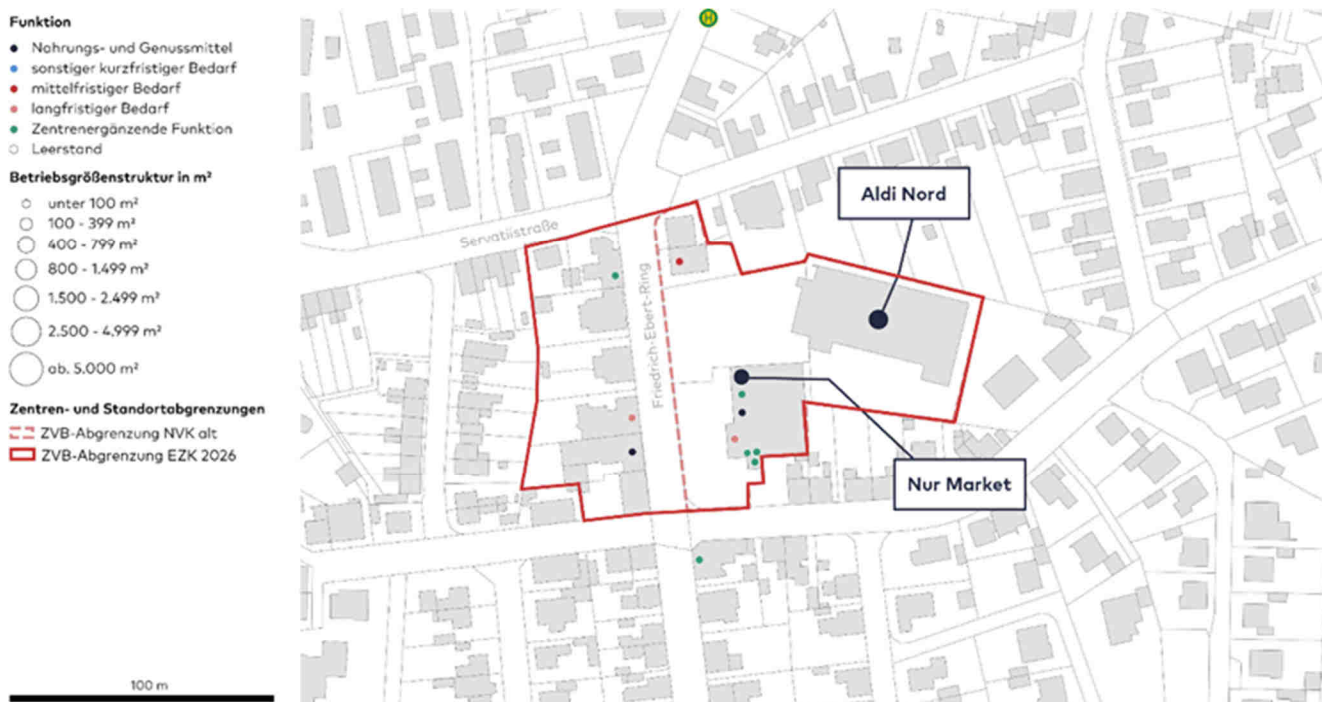 Funktion
Nahrungs- und Genussmittel
sonstiger kurzfristiger Bedarf
mittelfristiger Bedarf
langfristiger Bedarf
Zentrenergänzende Funktion
Leerstand
Betriebsgrößenstruktur in m²
unter 100 m²
100 - 399 m²
400 - 799 m²
800 - 1.499 m²
1.500 - 2.499 m²
2.500 - 4.999 m²
ab. 5.000 m²
Zentren- und Standortabgrenzungen
ZVB-Abgrenzung NVK alt
ZVB-Abgrenzung EZK 2026
100 m
H
Servatiistraße
Friedrich-Ebert-Ring
Aldi Nord
Nur Market